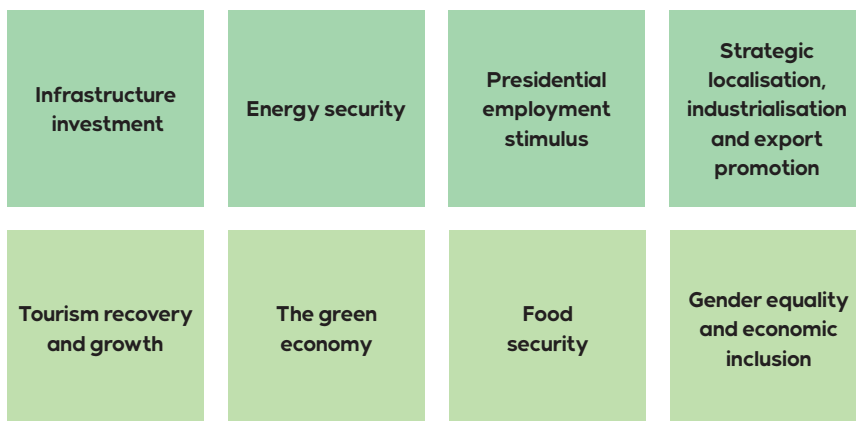 Infrastructure
investment
Energy security
Presidential
employment
stimulus
Strategic
localisation,
industrialisation
and export
promotion
Tourism recovery
and growth
The green
economy
Food
security
Gender equality
and economic
inclusion